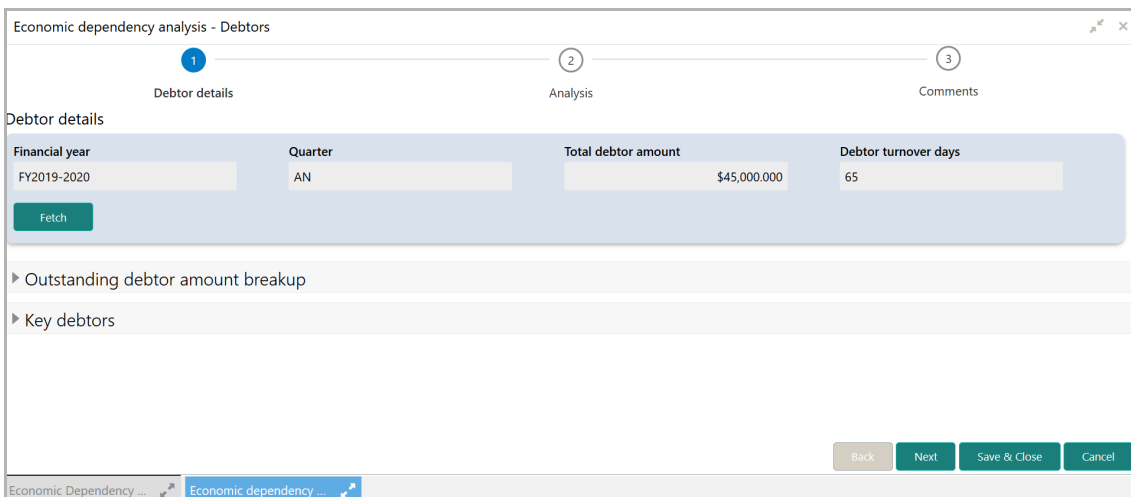 Economic dependency analysis - Debtors
1 2 3
Debtor details Analysis Comments
Debtor details
Financial year Quarter Total debtor amount Debtor turnover days
FY2019-2020 AN $45,000.000 65
Fetch
Outstanding debtor amount breakup
Key debtors
Back Next Save & Close Cancel
Economic Dependency ... Economic dependency ...